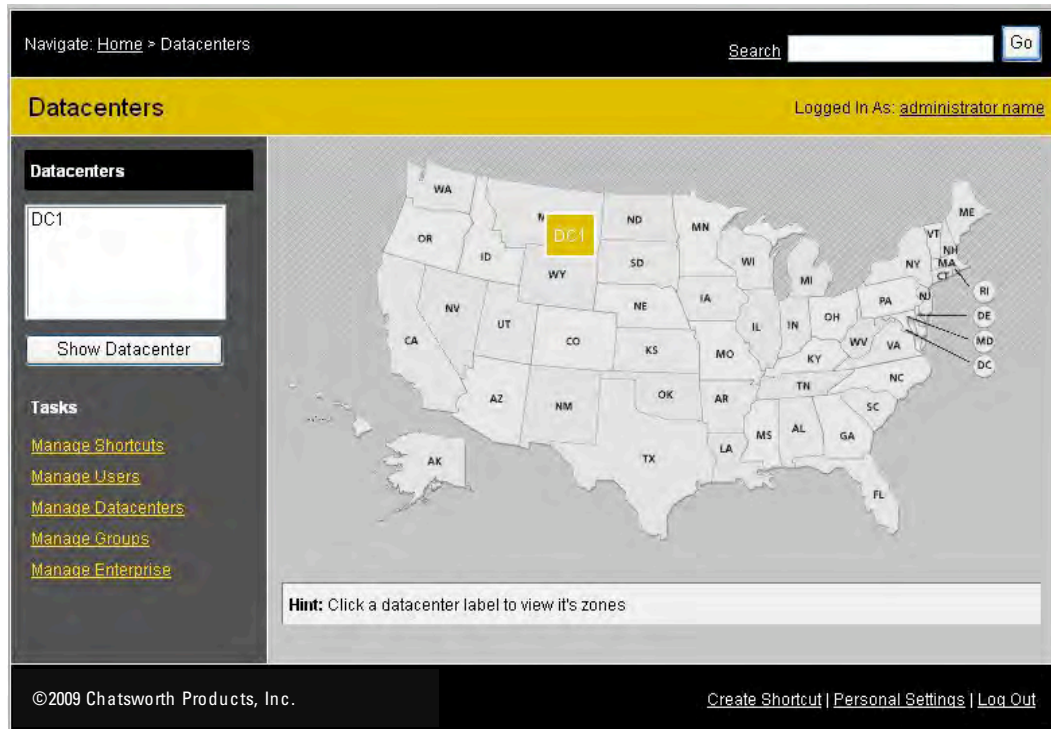 Navigate: Home > Datacenters
Search
Go
Datacenters
Logged In As: administrator name
Datacenters
DC1
Show Datacenter
Tasks
Manage Shortcuts
Manage Users
Manage Datacenters
Manage Groups
Manage Enterprise
WA
OR
ID
DC1
ND
MN
SD
WY
WI
MI
NE
IA
NV
UT
CA
CO
KS
MO
IL
IN
OH
WV
KY
VA
PA
NY
VT
NH
ME
MA
CT
NJ
RI
DE
MD
DC
AZ
NM
OK
AR
TN
NC
SC
MS
AL
GA
LA
TX
FL
AK
Hint: Click a datacenter label to view it's zones
©2009 Chatsworth Products, Inc.
Create Shortcut | Personal Settings | Log Out